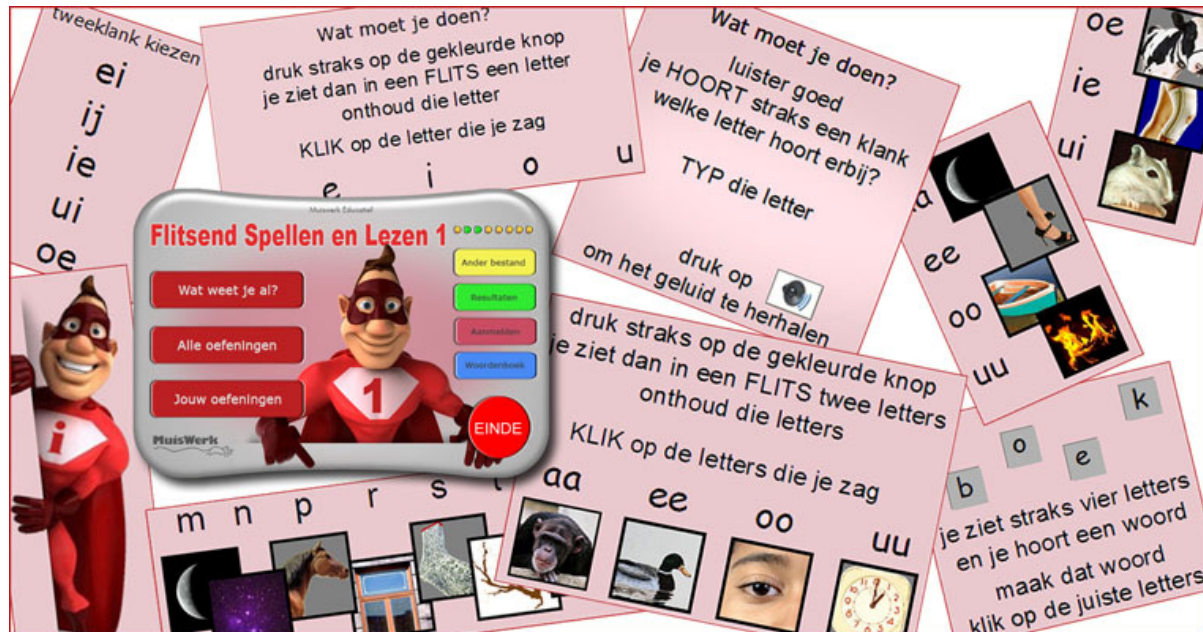 tweeklank kiezen
ei
ij
ie
ui
oe
Wat moet je doen?
druk straks op de gekleurde knop
je ziet dan in een FLITS een letter
onthoud die letter
KLIK op de letter die je zag
e i o u
Wat moet je doen?
luister goed
je HOORT straks een klank
welke letter hoort erbij?
TYP die letter
druk op
om het geluid te herhalen
oe
ie
ui
ee
oo
uu
Muiswerk Educatief
Flitsend Spellen en Lezen 1
Wat weet je al?
Alle oefeningen
Jouw oefeningen
Ander bestand
Resultaten
Aanmelden
Woordenboek
EINDE
1
MuisWerk
i
m n p r s
druk straks op de gekleurde knop
je ziet dan in een FLITS twee letters
onthoud die letters
KLIK op de letters die je zag
aa ee oo uu
b o e k
je ziet straks vier letters
en je hoort een woord
maak dat woord
klik op de juiste letters